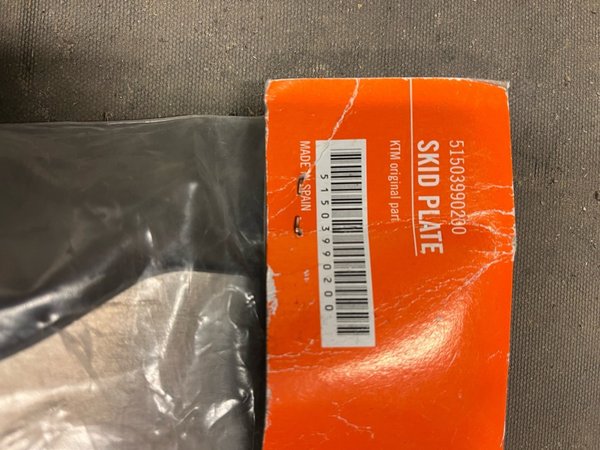 51503990200
SKID PLATE
KTM original part
51503990200
MADE IN SPAIN